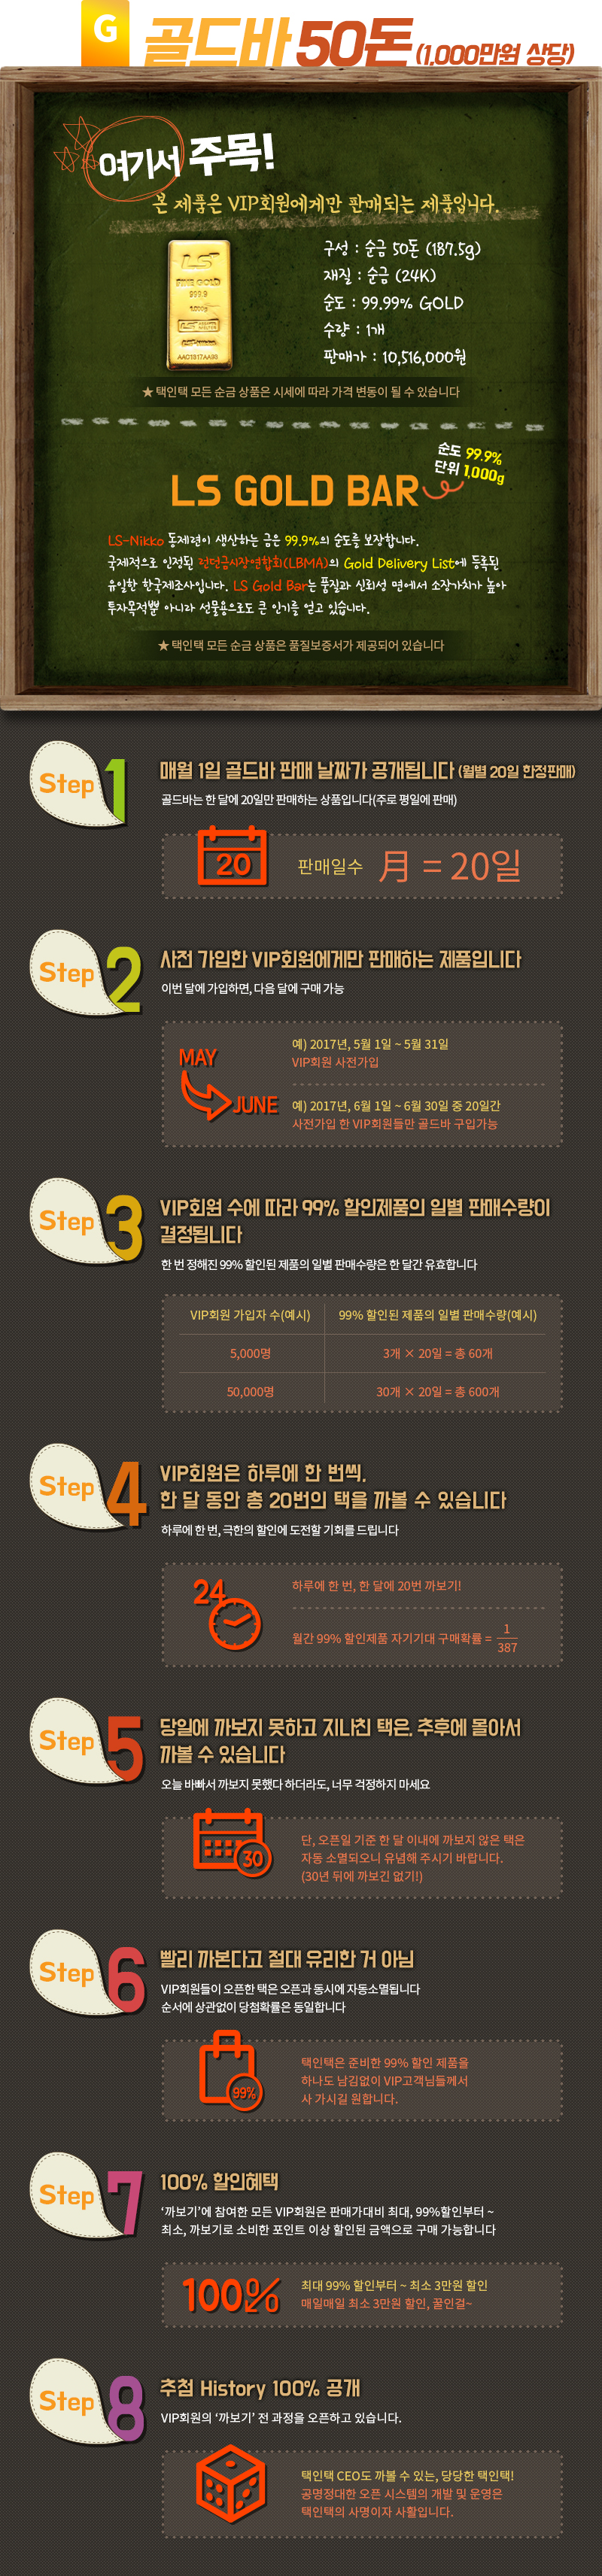 G
골드바 50돈 (1,000만원 상당)
여기서 주목!
본 제품은 VIP회원에게만 판매되는 제품입니다.
구성 : 순금 50돈 (187.5g)
재질 : 순금 (24K)
순도 : 99.99% GOLD
수량 : 1개
판매가 : 10,516,000원
LS
FINE GOLD
999.9
1,000g
★ 택인택 모든 순금 상품은 시세에 따라 가격 변동이 될 수 있습니다
순도 99.9%
단위 1,000g
LS GOLD BAR
LS-Nikko 동제련이 생산하는 금은 99.9%의 순도를 보장합니다.
국제적으로 인정된 런던금시장연합회(LBMA)의 Gold Delivery List에 등록된
유일한 한국제조사입니다. LS Gold Bar는 품질과 신뢰성 면에서 소장가치가 높아
투자목적뿐 아니라 선물용으로도 큰 인기를 얻고 있습니다.
★ 택인택 모든 순금 상품은 품질보증서가 제공되어 있습니다
Step 1
매월 1일 골드바 판매 날짜가 공개됩니다 (월별 20일 한정판매)
골드바는 한 달에 20일만 판매하는 상품입니다(주로 평일에 판매)
20
판매일수 月 = 20일
Step 2
사전 가입한 VIP회원에게만 판매하는 제품입니다
이번 달에 가입하면, 다음 달에 구매 가능
MAY
JUNE
예) 2017년, 5월 1일 ~ 5월 31일
VIP회원 사전가입
예) 2017년, 6월 1일 ~ 6월 30일 중 20일간
사전가입 한 VIP회원들만 골드바 구입가능
Step 3
VIP회원 수에 따라 99% 할인제품의 일별 판매수량이
결정됩니다
한 번 정해진 99% 할인된 제품의 일별 판매수량은 한 달간 유효합니다
VIP회원 가입자 수(예시) 99% 할인된 제품의 일별 판매수량(예시)
5,000명 3개 × 20일 = 총 60개
50,000명 30개 × 20일 = 총 600개
Step 4
VIP회원은 하루에 한 번씩,
한 달 동안 총 20번의 택을 까볼 수 있습니다
하루에 한 번, 극한의 할인에 도전할 기회를 드립니다
24
하루에 한 번, 한 달에 20번 까보기!
월간 99% 할인제품 자기기대 구매확률 = 1/387
Step 5
당일에 까보지 못하고 지나친 택은, 추후에 몰아서
까볼 수 있습니다
오늘 바빠서 까보지 못했다 하더라도, 너무 걱정하지 마세요
30
단, 오픈일 기준 한 달 이내에 까보지 않은 택은
자동 소멸되오니 유념해 주시기 바랍니다.
(30년 뒤에 까보긴 없기!)
Step 6
빨리 까본다고 절대 유리한 거 아님
VIP회원들이 오픈한 택은 오픈과 동시에 자동소멸됩니다
순서에 상관없이 당첨확률은 동일합니다
99%
택인택은 준비한 99% 할인 제품을
하나도 남김없이 VIP고객님들께서
사 가시길 원합니다.
Step 7
100% 할인혜택
‘까보기’에 참여한 모든 VIP회원은 판매가대비 최대, 99%할인부터 ~
최소, 까보기로 소비한 포인트 이상 할인된 금액으로 구매 가능합니다
100%
최대 99% 할인부터 ~ 최소 3만원 할인
매일매일 최소 3만원 할인, 꿀인걸~
Step 8
추첨 History 100% 공개
VIP회원의 ‘까보기’ 전 과정을 오픈하고 있습니다.
택인택 CEO도 까볼 수 있는, 당당한 택인택!
공명정대한 오픈 시스템의 개발 및 운영은
택인택의 사명이자 사활입니다.